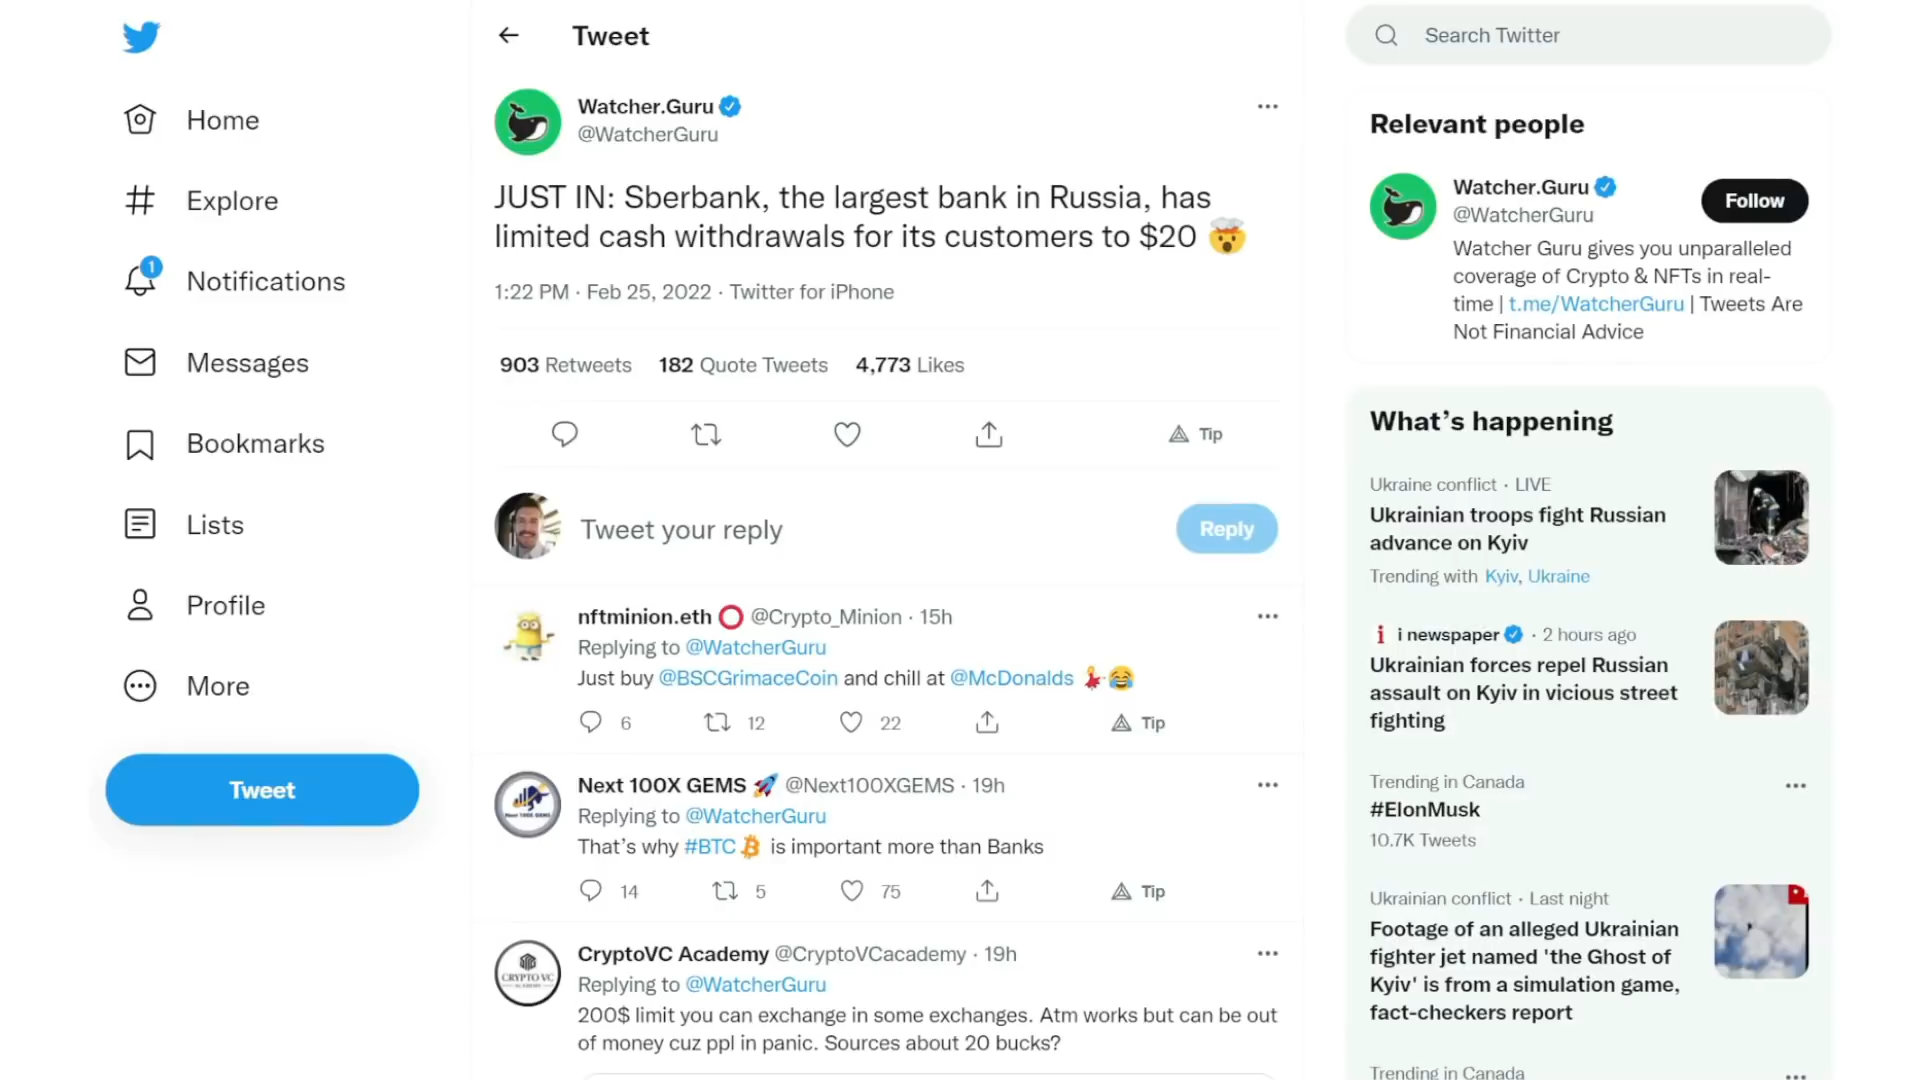 Home
Explore
1
Notifications
Messages
Bookmarks
Lists
Profile
More
Tweet
Tweet
Watcher.Guru
@WatcherGuru
JUST IN: Sberbank, the largest bank in Russia, has
limited cash withdrawals for its customers to $20 🤯
1:22 PM · Feb 25, 2022 · Twitter for iPhone
903 Retweets 182 Quote Tweets 4,773 Likes
Tip
Tweet your reply
Reply
nftminion.eth ⭕ @Crypto_Minion · 15h
Replying to @WatcherGuru
Just buy @BSCGrimaceCoin and chill at @McDonalds 💃😂
6 12 22 Tip
Next 100X GEMS 🚀 @Next100XGEMS · 19h
Replying to @WatcherGuru
That’s why #BTC is important more than Banks
14 5 75 Tip
CRYPTO VC
CryptoVC Academy @CryptoVCacademy · 19h
Replying to @WatcherGuru
200$ limit you can exchange in some exchanges. Atm works but can be out
of money cuz ppl in panic. Sources about 20 bucks?
Search Twitter
Relevant people
Watcher.Guru
@WatcherGuru
Follow
Watcher Guru gives you unparalleled
coverage of Crypto & NFTs in real-
time | t.me/WatcherGuru | Tweets Are
Not Financial Advice
What’s happening
Ukraine conflict · LIVE
Ukrainian troops fight Russian
advance on Kyiv
Trending with Kyiv, Ukraine
i newspaper · 2 hours ago
Ukrainian forces repel Russian
assault on Kyiv in vicious street
fighting
Trending in Canada
#ElonMusk
10.7K Tweets
Ukrainian conflict · Last night
Footage of an alleged Ukrainian
fighter jet named 'the Ghost of
Kyiv' is from a simulation game,
fact-checkers report
Trending in Canada